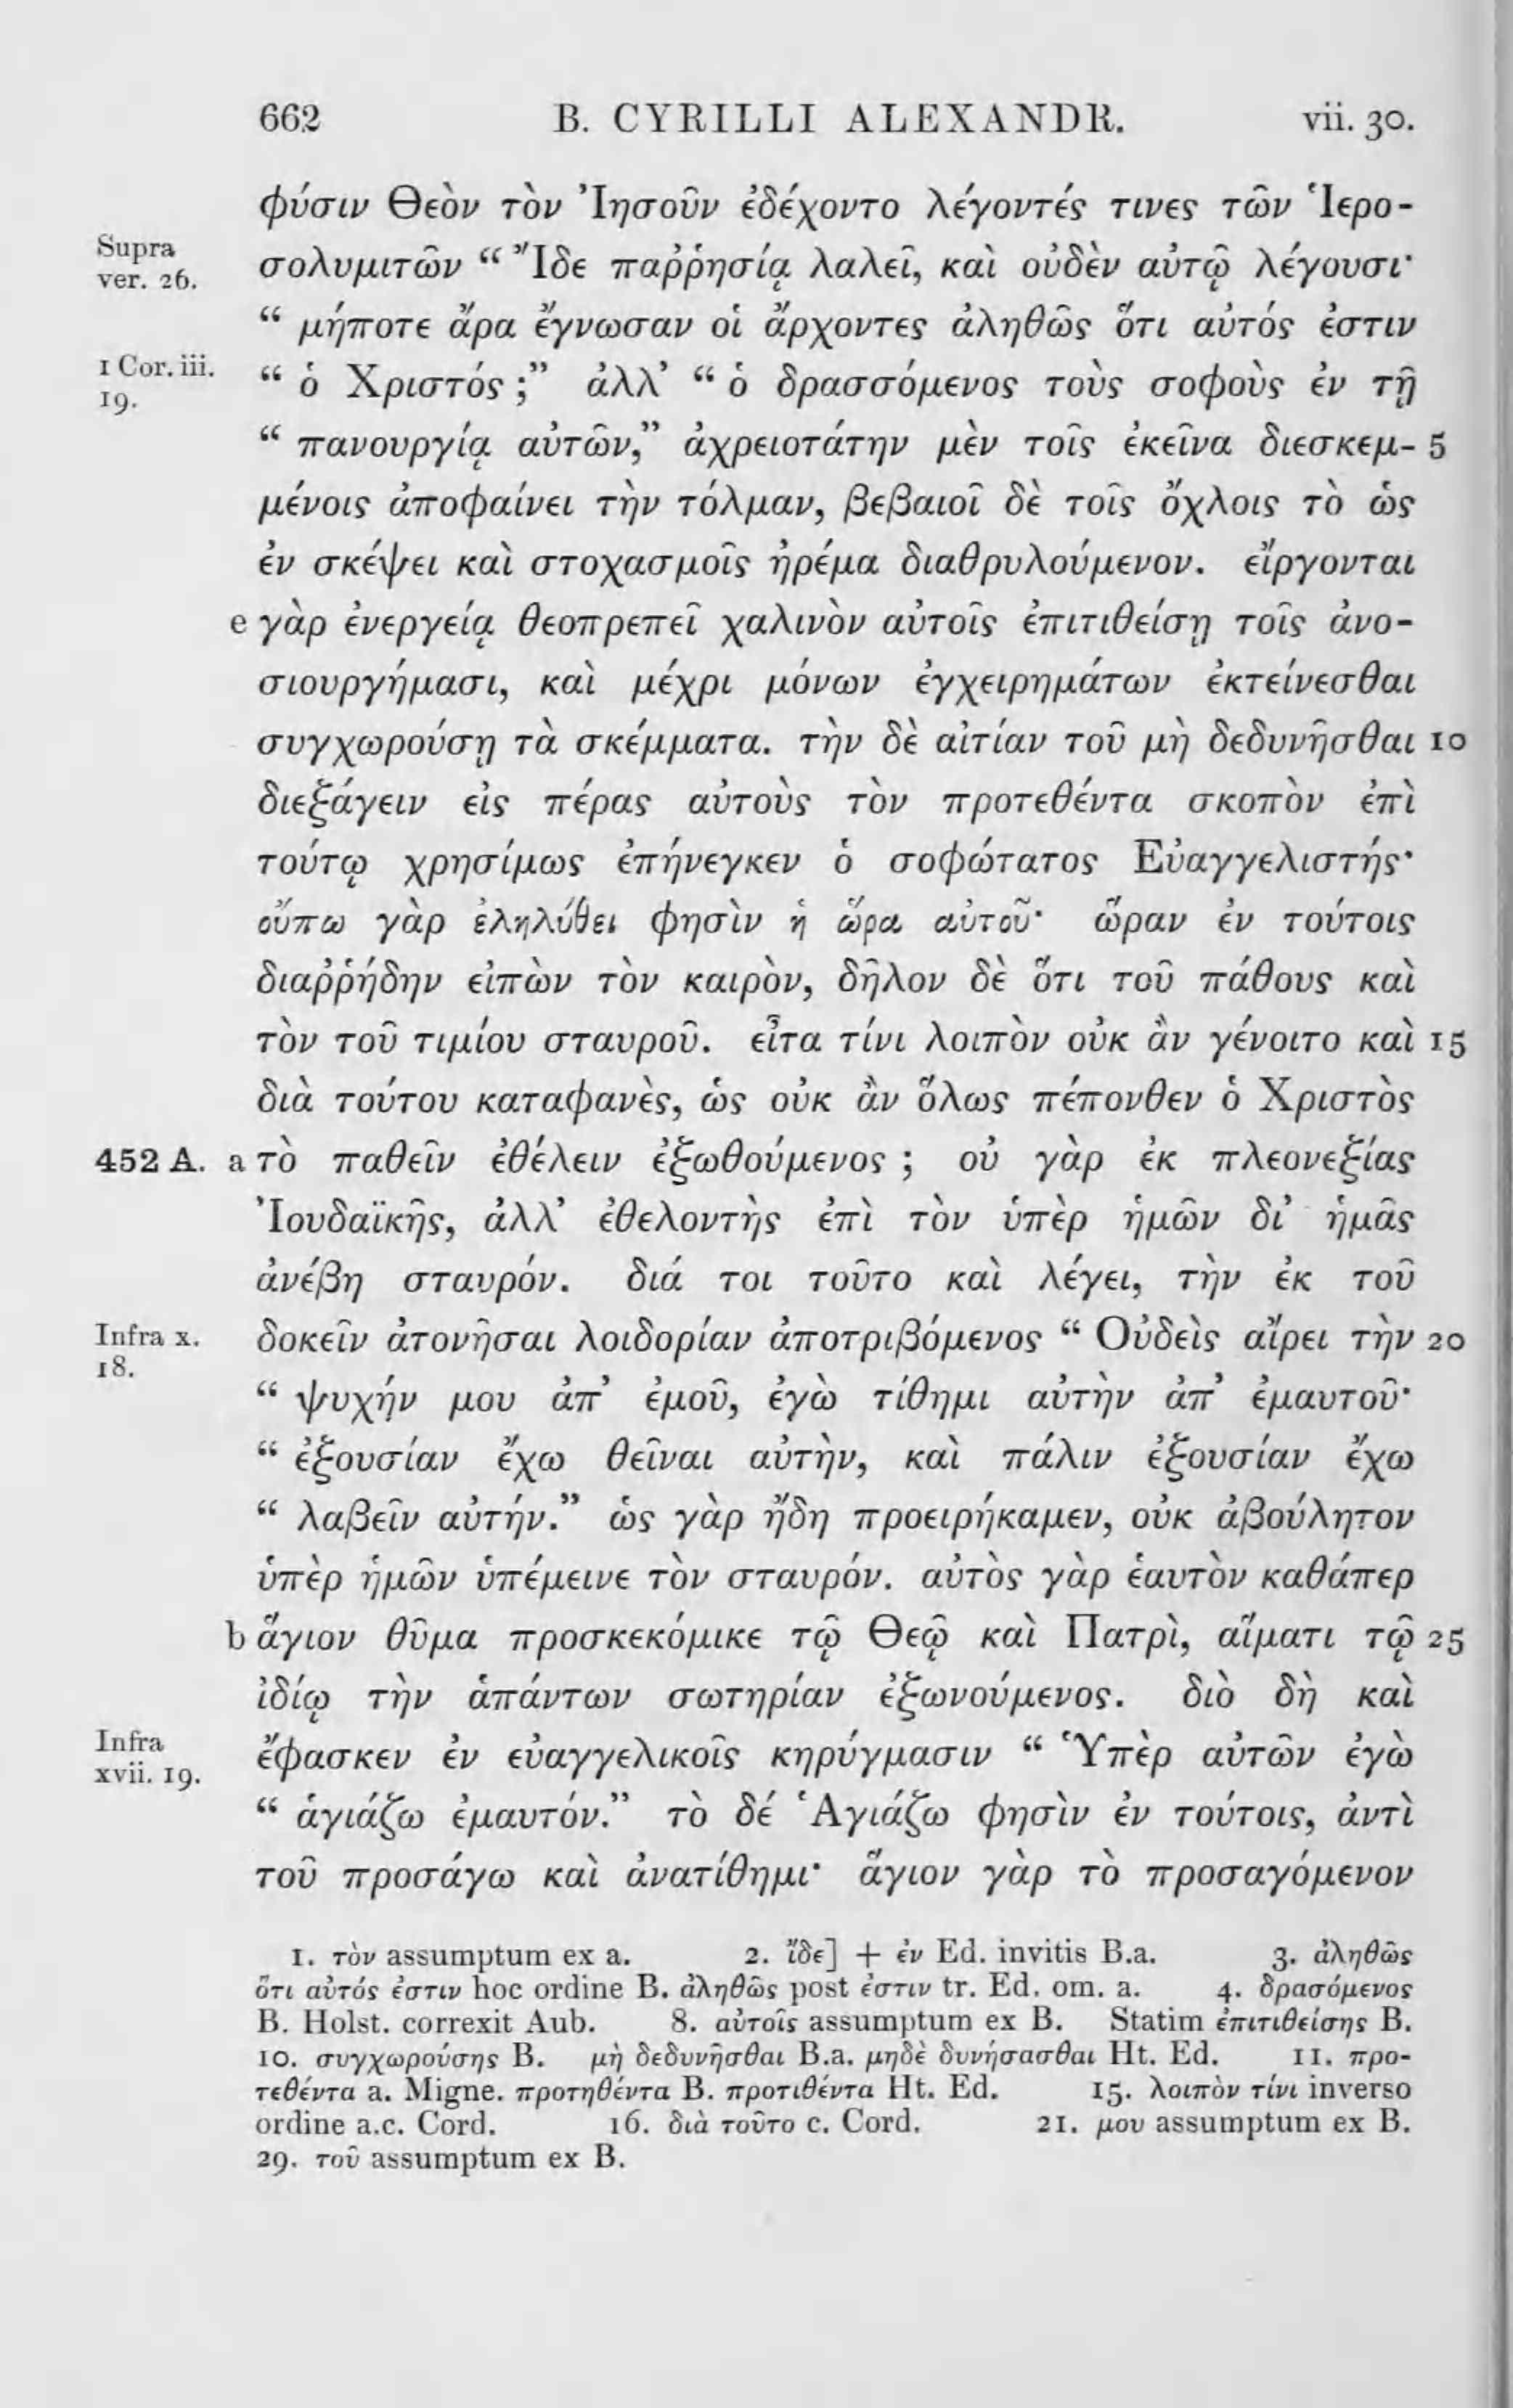 662 B. CYRILLI ALEXANDR. vii. 30.
φύσιν Θεὸν τὸν Ἰησοῦν ἐδέχοντο λέγοντές τινες τῶν Ἱερο-
Supra ver. 26.
σολυμιτῶν “ Ἴδε παῤῥησίᾳ λαλεῖ, καὶ οὐδὲν αὐτῷ λέγουσι·
“ μήποτε ἄρα ἔγνωσαν οἱ ἄρχοντες ἀληθῶς ὅτι αὐτός ἐστιν
1 Cor. iii. 19.
“ ὁ Χριστός ;” ἀλλ’ “ ὁ δρασσόμενος τοὺς σοφοὺς ἐν τῇ
“ πανουργίᾳ αὐτῶν,” ἀχρειοτάτην μὲν τοῖς ἐκεῖνα διεσκεμ- 5
μένοις ἀποφαίνει τὴν τόλμαν, βεβαιοῖ δὲ τοῖς ὄχλοις τὸ ὡς
ἐν σκέψει καὶ στοχασμοῖς ἠρέμα διαθρυλούμενον. εἴργονται
e γὰρ ἐνεργείᾳ θεοπρεπεῖ χαλινὸν αὐτοῖς ἐπιτιθείσῃ τοῖς ἀνο-
σιουργήμασι, καὶ μέχρι μόνων ἐγχειρημάτων ἐκτείνεσθαι
συγχωρούσῃ τὰ σκέμματα. τὴν δὲ αἰτίαν τοῦ μὴ δεδυνῆσθαι 10
διεξάγειν εἰς πέρας αὐτοὺς τὸν προτεθέντα σκοπὸν ἐπὶ
τούτῳ χρησίμως ἐπήνεγκεν ὁ σοφώτατος Εὐαγγελιστής·
οὔπω γὰρ ἐληλύθει φησὶν ἡ ὥρα αὐτοῦ· ὥραν ἐν τούτοις
διαῤῥήδην εἰπὼν τὸν καιρὸν, δῆλον δὲ ὅτι τοῦ πάθους καὶ
τὸν τοῦ τιμίου σταυροῦ. εἶτα τίνι λοιπὸν οὐκ ἂν γένοιτο καὶ 15
διὰ τούτου καταφανὲς, ὡς οὐκ ἂν ὅλως πέπονθεν ὁ Χριστὸς
452 A. a τὸ παθεῖν ἐθέλειν ἐξωθούμενος ; οὐ γὰρ ἐκ πλεονεξίας
Ἰουδαϊκῆς, ἀλλ’ ἐθελοντὴς ἐπὶ τὸν ὑπὲρ ἡμῶν δι’ ἡμᾶς
ἀνέβη σταυρόν. διά τοι τοῦτο καὶ λέγει, τὴν ἐκ τοῦ
Infra x. 18.
δοκεῖν ἀτονῆσαι λοιδορίαν ἀποτριβόμενος “ Οὐδεὶς αἴρει τὴν 20
“ ψυχήν μου ἀπ’ ἐμοῦ, ἐγὼ τίθημι αὐτὴν ἀπ’ ἐμαυτοῦ·
“ ἐξουσίαν ἔχω θεῖναι αὐτὴν, καὶ πάλιν ἐξουσίαν ἔχω
“ λαβεῖν αὐτήν.” ὡς γὰρ ἤδη προειρήκαμεν, οὐκ ἀβούλητον
ὑπὲρ ἡμῶν ὑπέμεινε τὸν σταυρόν. αὐτὸς γὰρ ἑαυτὸν καθάπερ
b ἅγιον θῦμα προσκεκόμικε τῷ Θεῷ καὶ Πατρὶ, αἵματι τῷ 25
ἰδίῳ τὴν ἁπάντων σωτηρίαν ἐξωνούμενος. διὸ δὴ καὶ
Infra xvii. 19.
ἔφασκεν ἐν εὐαγγελικοῖς κηρύγμασιν “ Ὑπὲρ αὐτῶν ἐγὼ
“ ἁγιάζω ἐμαυτόν.” τὸ δέ Ἁγιάζω φησὶν ἐν τούτοις, ἀντὶ
τοῦ προσάγω καὶ ἀνατίθημι· ἅγιον γὰρ τὸ προσαγόμενον
1. τὸν assumptum ex a. 2. ἴδε] + ἐν Ed. invitis B.a. 3. ἀληθῶς
ὅτι αὐτός ἐστιν hoc ordine B. ἀληθῶς post ἐστιν tr. Ed. om. a. 4. δρασόμενος
B. Holst. correxit Aub. 8. αὐτοῖς assumptum ex B. Statim ἐπιτιθείσης B.
10. συγχωρούσης B. μὴ δεδυνῆσθαι B.a. μηδὲ δυνήσασθαι Ht. Ed. 11. προ-
τεθέντα a. Migne. προτηθέντα B. προτιθέντα Ht. Ed. 15. λοιπὸν τίνι inverso
ordine a.c. Cord. 16. διὰ τοῦτο c. Cord. 21. μου assumptum ex B.
29. τοῦ assumptum ex B.